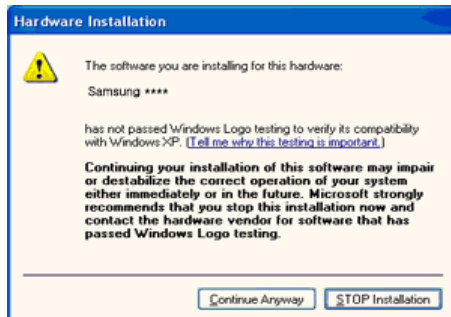 Hardware Installation
The software you are installing for this hardware:
Samsung ****
has not passed Windows Logo testing to verify its compatibility
with Windows XP. (Tell me why this testing is important.)
Continuing your installation of this software may impair
or destabilize the correct operation of your system
either immediately or in the future. Microsoft strongly
recommends that you stop this installation now and
contact the hardware vendor for software that has
passed Windows Logo testing.
Continue Anyway
STOP Installation